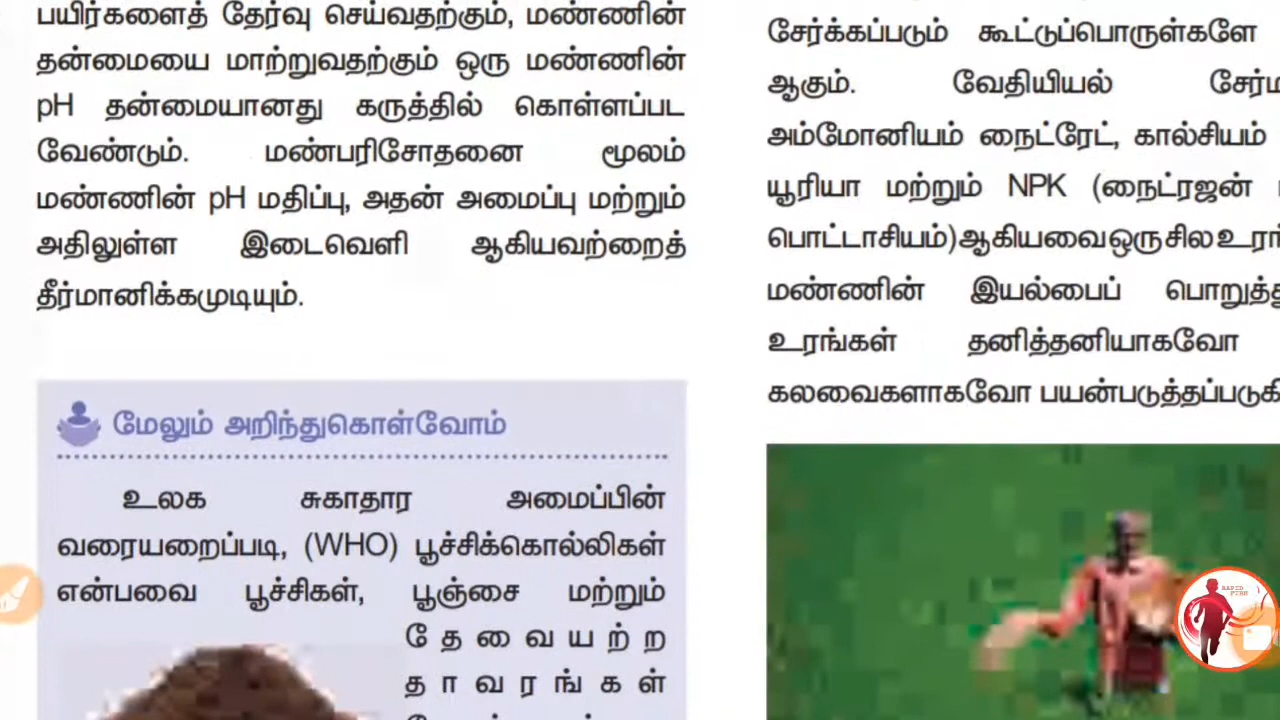 பயிர்களைத் தேர்வு செய்வதற்கும், மண்ணின்
தன்மையை மாற்றுவதற்கும் ஒரு மண்ணின்
pH தன்மையானது கருத்தில் கொள்ளப்பட
வேண்டும். மண்பரிசோதனை மூலம்
மண்ணின் pH மதிப்பு, அதன் அமைப்பு மற்றும்
அதிலுள்ள இடைவெளி ஆகியவற்றைத்
தீர்மானிக்கமுடியும்.
மேலும் அறிந்துகொள்வோம்
உலக சுகாதார அமைப்பின்
வரையறைப்படி, (WHO) பூச்சிக்கொல்லிகள்
என்பவை பூச்சிகள், பூஞ்சை மற்றும்
தேவையற்ற
தாவரங்கள்
சேர்க்கப்படும் கூட்டுப்பொருள்களே
ஆகும். வேதியியல்
அம்மோனியம் நைட்ரேட், கால்சியம்
யூரியா மற்றும் NPK (நைட்ரஜன்
பொட்டாசியம்)ஆகியவைஒருசில
மண்ணின் இயல்பைப்
உரங்கள் தனித்தனியாகவோ
கலவைகளாகவோ
RAPID
FIRE